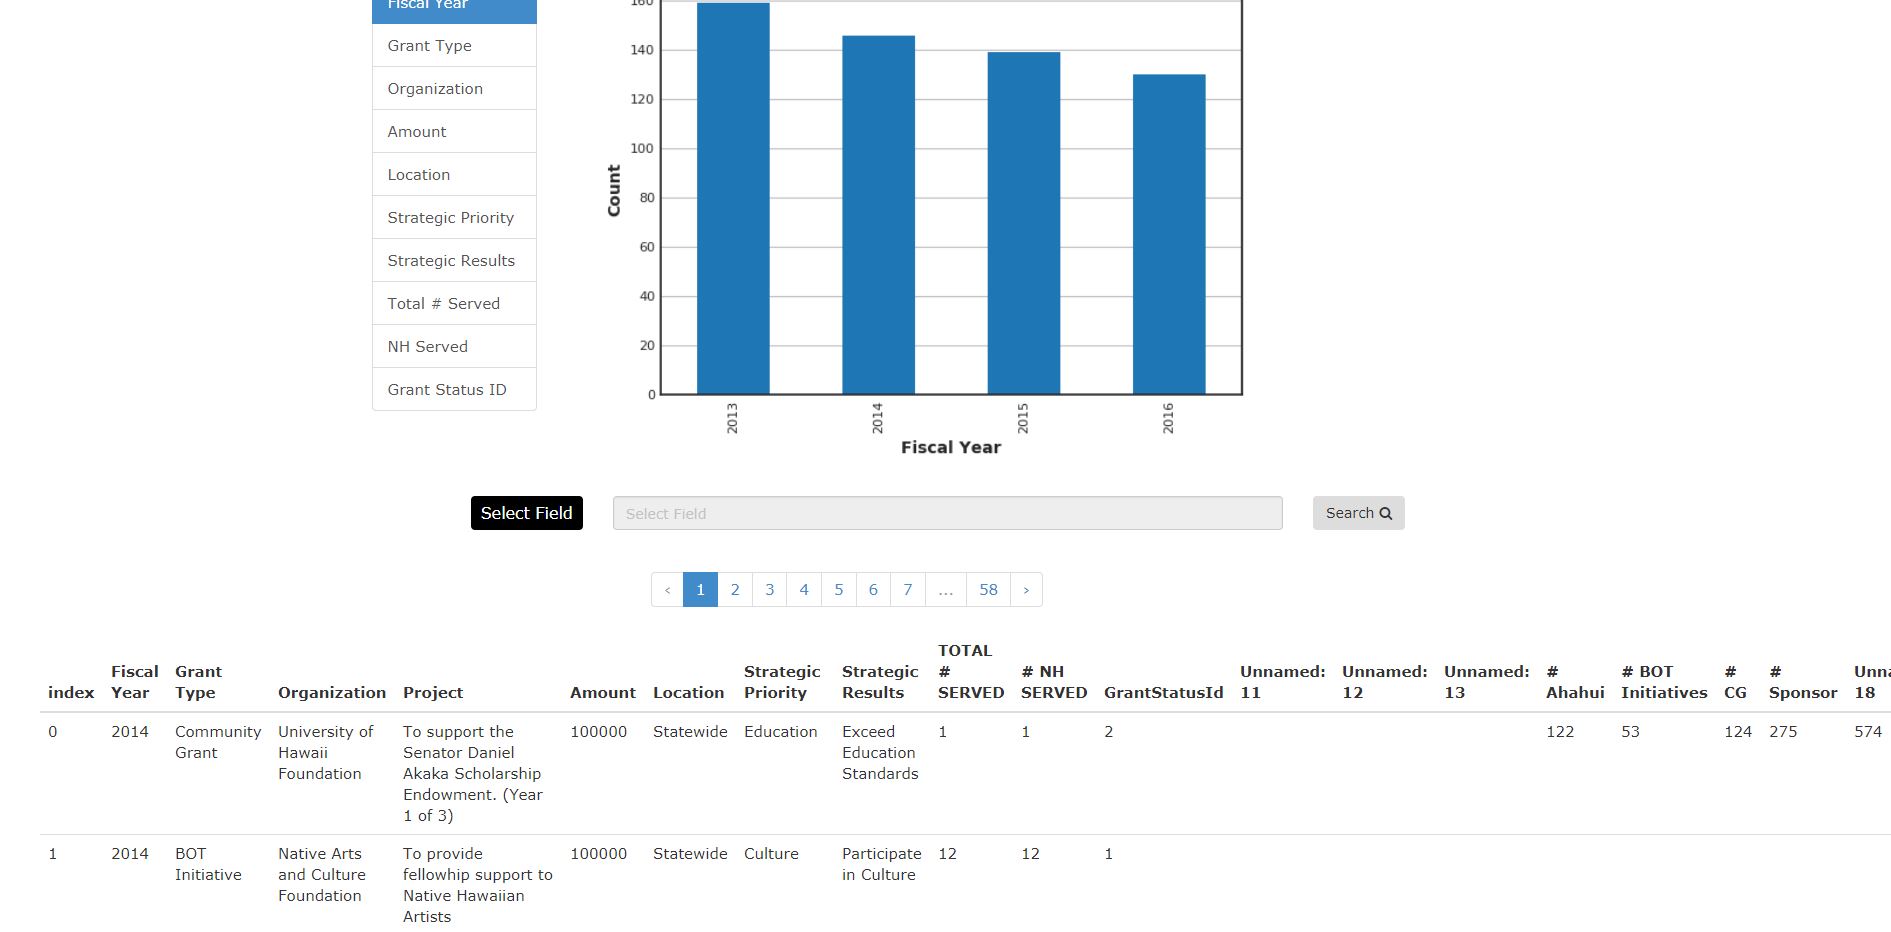 Fiscal Year
Grant Type
Organization
Amount
Location
Strategic Priority
Strategic Results
Total # Served
NH Served
Grant Status ID
160
140
120
100
80
60
40
20
0
Count
2013 2014 2015 2016
Fiscal Year
Select Field Select Field Search
‹ 1 2 3 4 5 6 7 ... 58 ›
TOTAL
Fiscal Grant Strategic Strategic # # NH Unnamed: Unnamed: Unnamed: # # BOT # # Unna
index Year Type Organization Project Amount Location Priority Results SERVED SERVED GrantStatusId 11 12 13 Ahahui Initiatives CG Sponsor 18
0 2014 Community University of To support the 100000 Statewide Education Exceed 1 1 2 122 53 124 275 574
Grant Hawaii Senator Daniel Education
Foundation Akaka Scholarship Standards
Endowment. (Year
1 of 3)
1 2014 BOT Native Arts To provide 100000 Statewide Culture Participate 12 12 1
Initiative and Culture fellowhip support to in Culture
Foundation Native Hawaiian
Artists